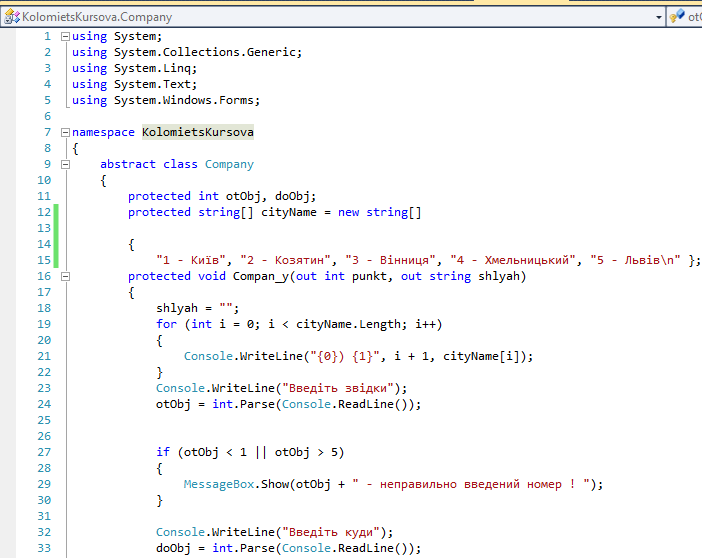 KolomietsKursova.Company
1 using System;
2 using System.Collections.Generic;
3 using System.Linq;
4 using System.Text;
5 using System.Windows.Forms;
6
7 namespace KolomietsKursova
8 {
9 abstract class Company
10 {
11 protected int otObj, doObj;
12 protected string[] cityName = new string[]
13
14 {
15 "1 - Київ", "2 - Козятин", "3 - Вінниця", "4 - Хмельницький", "5 - Львів\n" };
16 protected void Compan_y(out int punkt, out string shlyah)
17 {
18 shlyah = "";
19 for (int i = 0; i < cityName.Length; i++)
20 {
21 Console.WriteLine("{0}) {1}", i + 1, cityName[i]);
22 }
23 Console.WriteLine("Введіть звідки");
24 otObj = int.Parse(Console.ReadLine());
25
26
27 if (otObj < 1 || otObj > 5)
28 {
29 MessageBox.Show(otObj + " - неправильно введений номер ! ");
30 }
31
32 Console.WriteLine("Введіть куди");
33 doObj = int.Parse(Console.ReadLine());